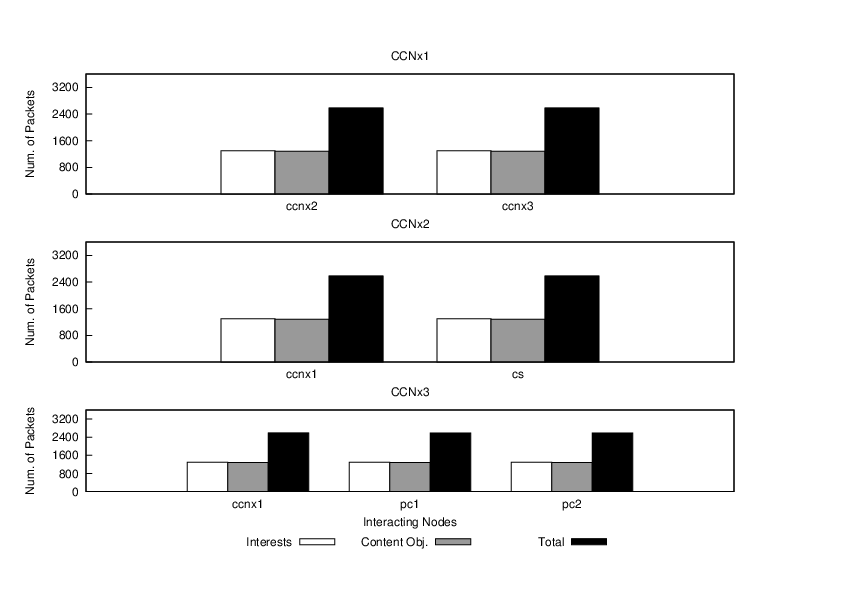 CCNx1
Num. of Packets
3200
2400
1600
800
0
ccnx2 ccnx3
CCNx2
Num. of Packets
3200
2400
1600
800
0
ccnx1 cs
CCNx3
Num. of Packets
3200
2400
1600
800
0
ccnx1 pc1 pc2
Interacting Nodes
Interests Content Obj. Total